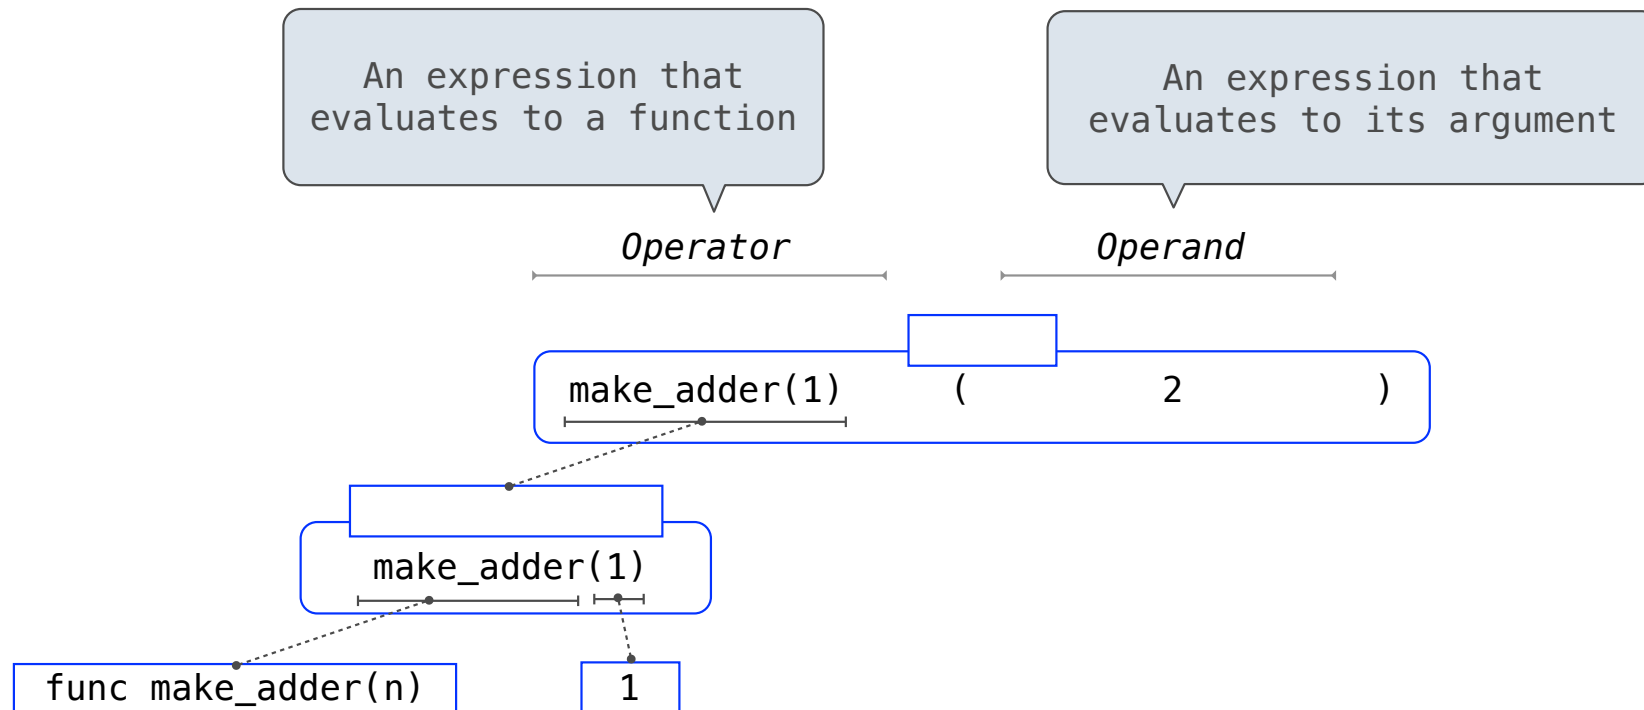 An expression that
evaluates to a function
An expression that
evaluates to its argument
Operator
Operand
make_adder(1) ( 2 )
make_adder(1)
func make_adder(n)
1